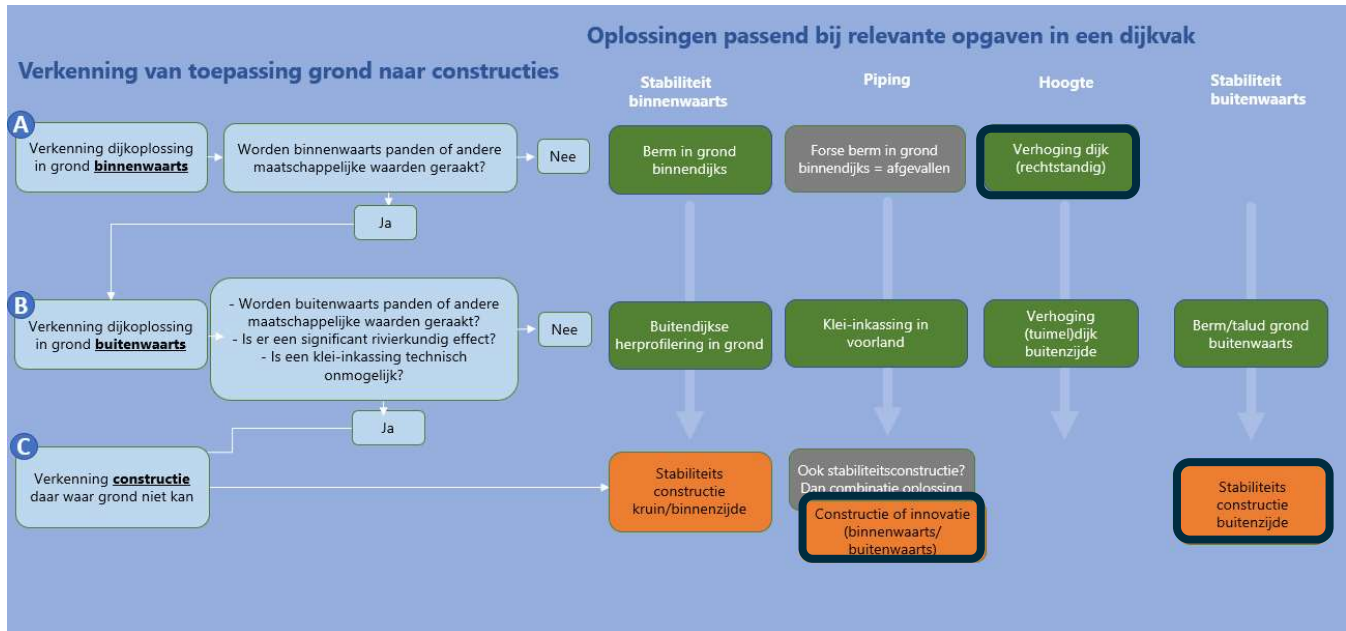 Oplossingen passend bij relevante opgaven in een dijkvak
Verkenning van toepassing grond naar constructies
Stabiliteit
binnenwaarts
Piping
Hoogte
Stabiliteit
buitenwaarts
A
Verkenning dijkoplossing
in grond binnenwaarts
Worden binnenwaarts panden of andere
maatschappelijke waarden geraakt?
Nee
Berm in grond
binnendijks
Forse berm in grond
binnendijks = afgevallen
Verhoging dijk
(rechtstandig)
Ja
B
Verkenning dijkoplossing
in grond buitenwaarts
- Worden buitenwaarts panden of andere
maatschappelijke waarden geraakt?
- Is er een significant rivierkundig effect?
- Is een klei-inkassing technisch
onmogelijk?
Nee
Buitendijkse
herprofilering in grond
Klei-inkassing in
voorland
Verhoging
(tuimel)dijk
buitenzijde
Berm/talud grond
buitenwaarts
Ja
C
Verkenning constructie
daar waar grond niet kan
Stabiliteits
constructie
kruin/binnenzijde
Ook stabiliteitsconstructie?
Dan combinatie oplossing
Constructie of innovatie
(binnenwaarts/
buitenwaarts)
Stabiliteits
constructie
buitenzijde